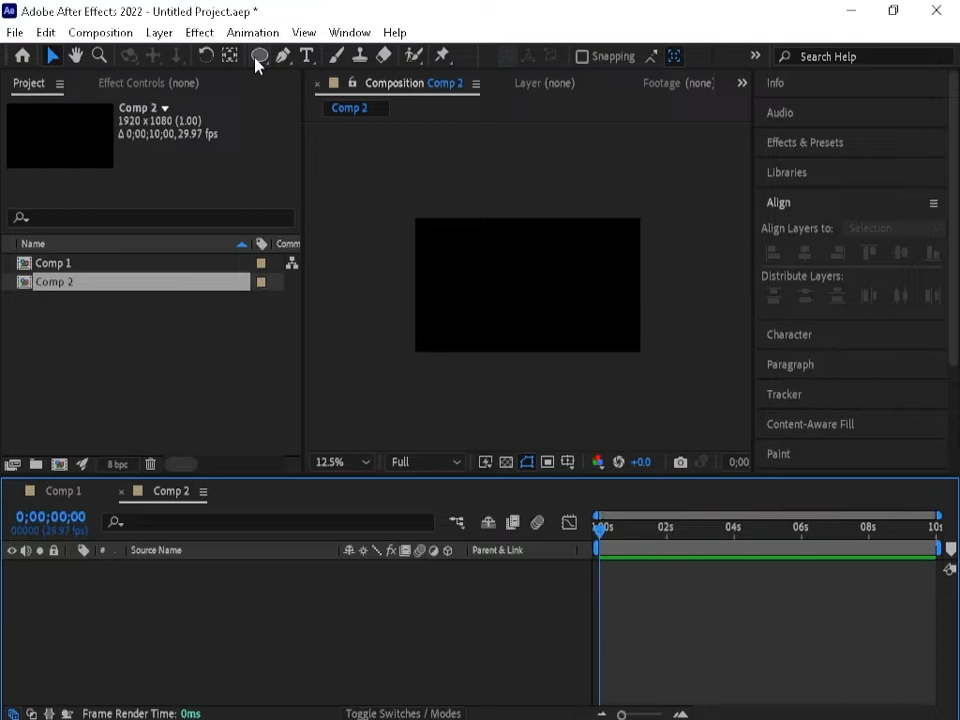 Ae Adobe After Effects 2022 - Untitled Project.aep *
File Edit Composition Layer Effect Animation View Window Help
T Snapping » Search Help
Project Effect Controls (none) × Composition Comp 2 Layer (none) Footage (none) » Info
Comp 2
1920 x 1080 (1.00)
Δ 0;00;10;00, 29.97 fps
Comp 2
Audio
Effects & Presets
Libraries
Align
Align Layers to: Selection
Distribute Layers:
Name Comm
Comp 1
Comp 2
Character
Paragraph
Tracker
Content-Aware Fill
Paint
8 bpc 12.5% Full +0.0 0;00
Comp 1 × Comp 2
0;00;00;00
00000 (29.97 fps)
:00s 02s 04s 06s 08s 10s
# . Source Name fx Parent & Link
Frame Render Time: 0ms Toggle Switches / Modes